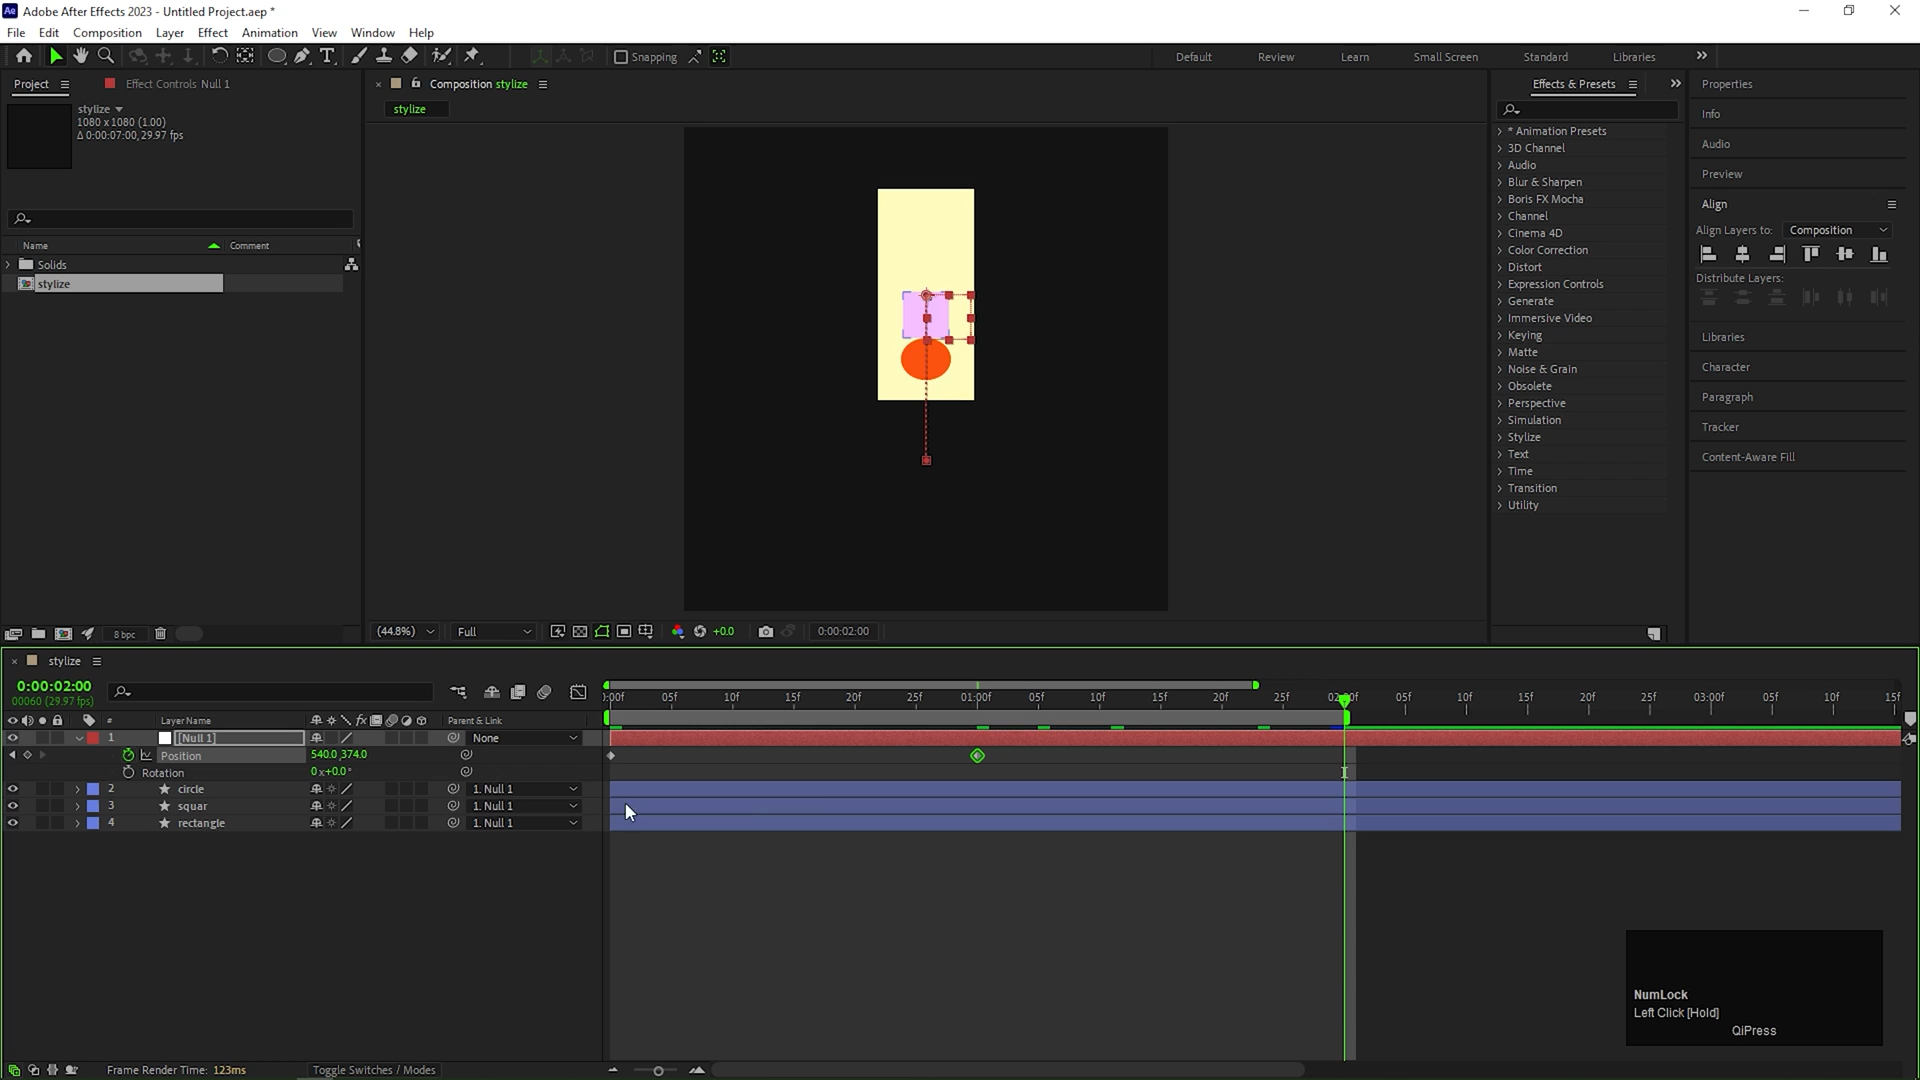 Adobe After Effects 2023 - Untitled Project.aep *
File Edit Composition Layer Effect Animation View Window Help
Snapping
Default Review Learn Small Screen Standard Libraries
Project Effect Controls Null 1
stylize
1080 x 1080 (1.00)
Δ 0:00:07:00, 29.97 fps
Name Comment
Solids
stylize
8 bpc
Composition stylize
stylize
(44.8%) Full +0.0 0:00:02:00
Effects & Presets
* Animation Presets
3D Channel
Audio
Blur & Sharpen
Boris FX Mocha
Channel
Cinema 4D
Color Correction
Distort
Expression Controls
Generate
Immersive Video
Keying
Matte
Noise & Grain
Obsolete
Perspective
Simulation
Stylize
Text
Time
Transition
Utility
Properties
Info
Audio
Preview
Align
Align Layers to: Composition
Distribute Layers:
Libraries
Character
Paragraph
Tracker
Content-Aware Fill
stylize
0:00:02:00
00060 (29.97 fps)
# Layer Name fx Parent & Link
):00f 05f 10f 15f 20f 25f 01:00f 05f 10f 15f 20f 25f 02:00f 05f 10f 15f 20f 25f 03:00f 05f 10f 15f
1 [Null 1] None
Position 540.0,374.0
Rotation 0x+0.0°
2 circle 1. Null 1
3 squar 1. Null 1
4 rectangle 1. Null 1
NumLock
Left Click [Hold]
QiPress
Frame Render Time: 123ms Toggle Switches / Modes